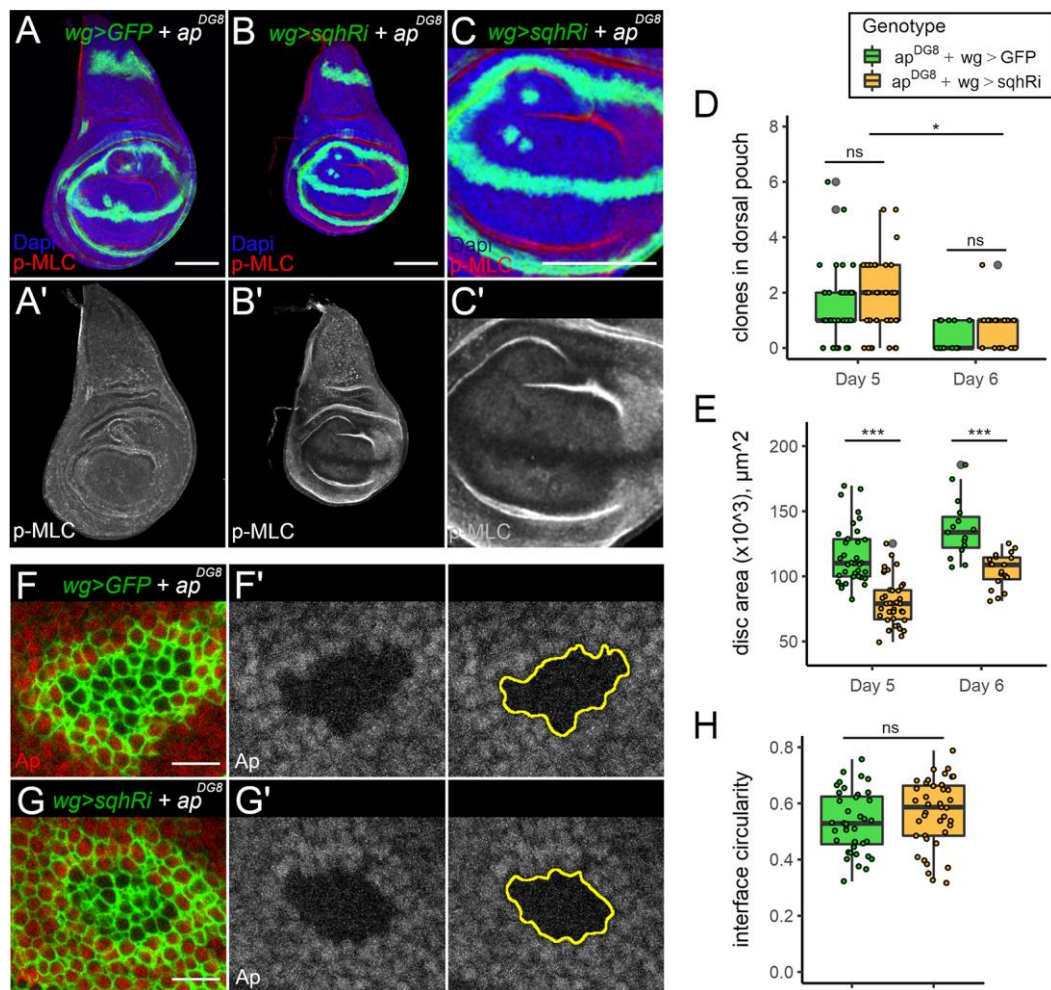 A
wg>GFP + ap DG8
Dapi
p-MLC
B
wg>sqhRi + ap DG8
Dapi
p-MLC
C
wg>sqhRi + ap DG8
Dapi
p-MLC
A'
p-MLC
B'
p-MLC
C'
p-MLC
F
wg>GFP + ap DG8
Ap
F'
Ap
G
wg>sqhRi + ap DG8
Ap
G'
Ap
Genotype
ap DG8 + wg > GFP
ap DG8 + wg > sqhRi
D
clones in dorsal pouch
8
6
4
2
0
ns
*
ns
Day 5
Day 6
E
disc area (x10^3), µm^2
200
150
100
50
***
***
Day 5
Day 6
H
interface circularity
0.8
0.6
0.4
0.2
0.0
ns